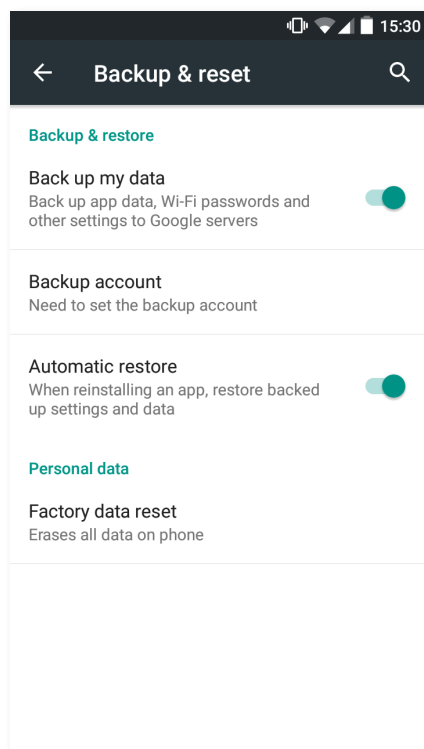 15:30
Backup & reset
Backup & restore
Back up my data
Back up app data, Wi-Fi passwords and
other settings to Google servers
Backup account
Need to set the backup account
Automatic restore
When reinstalling an app, restore backed
up settings and data
Personal data
Factory data reset
Erases all data on phone